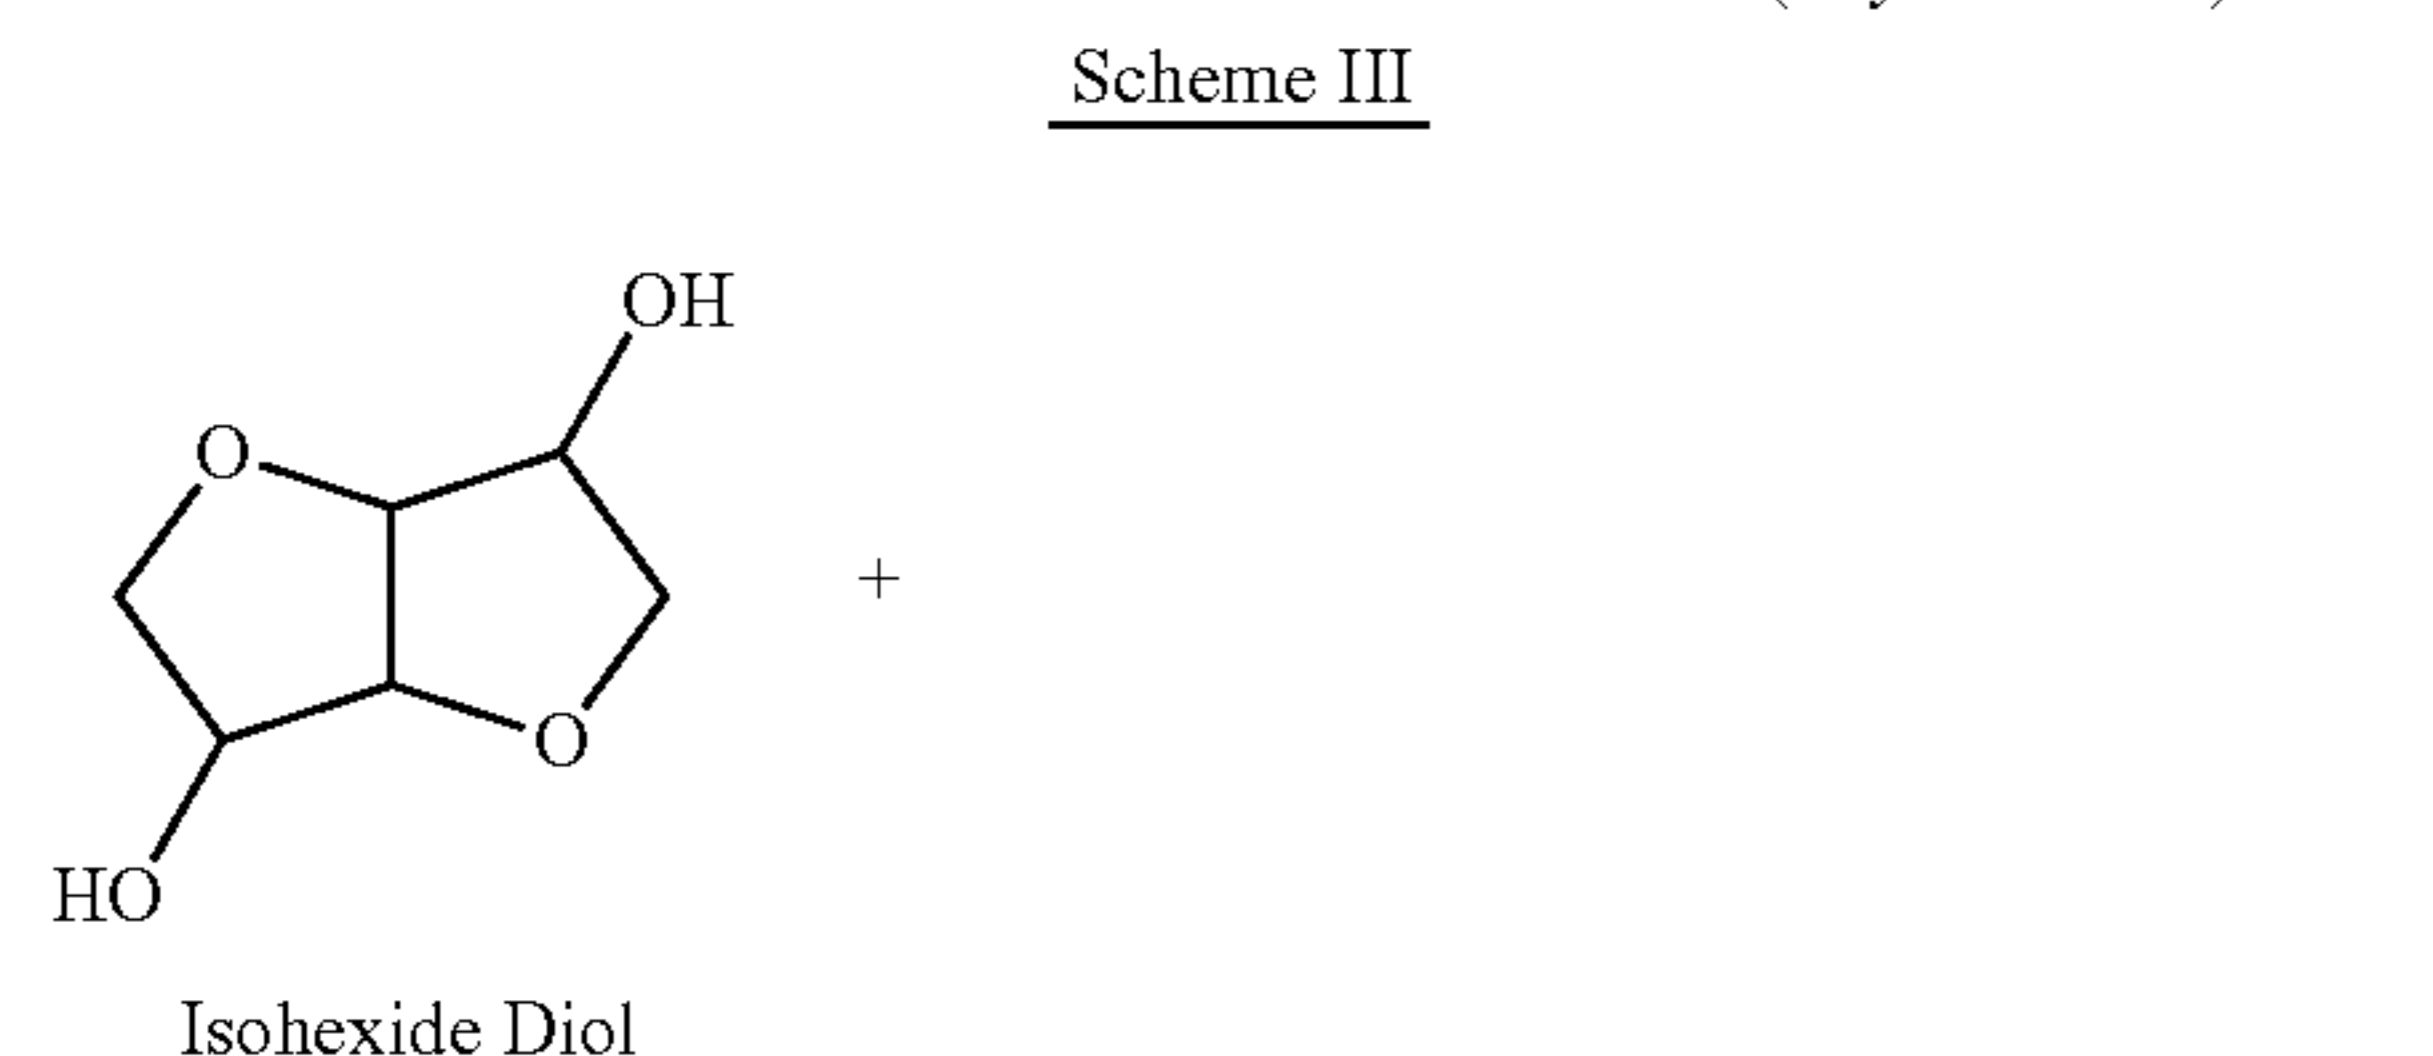 Scheme III
OH
O
+
O
HO
Isohexide Diol